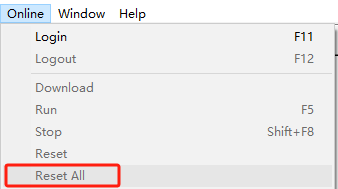 Online Window Help
Login F11
Logout F12
Download
Run F5
Stop Shift+F8
Reset
Reset All